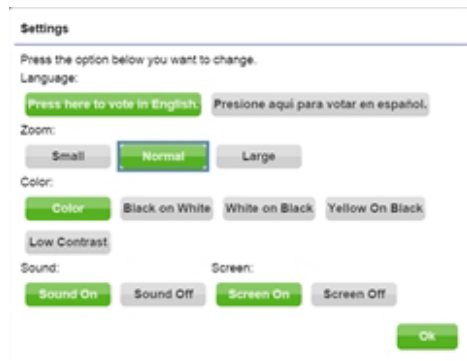 Settings
Press the option below you want to change.
Language:
Press here to vote in English. Presione aquí para votar en español.
Zoom:
Small Normal Large
Color:
Color Black on White White on Black Yellow On Black
Low Contrast
Sound: Screen:
Sound On Sound Off Screen On Screen Off
Ok